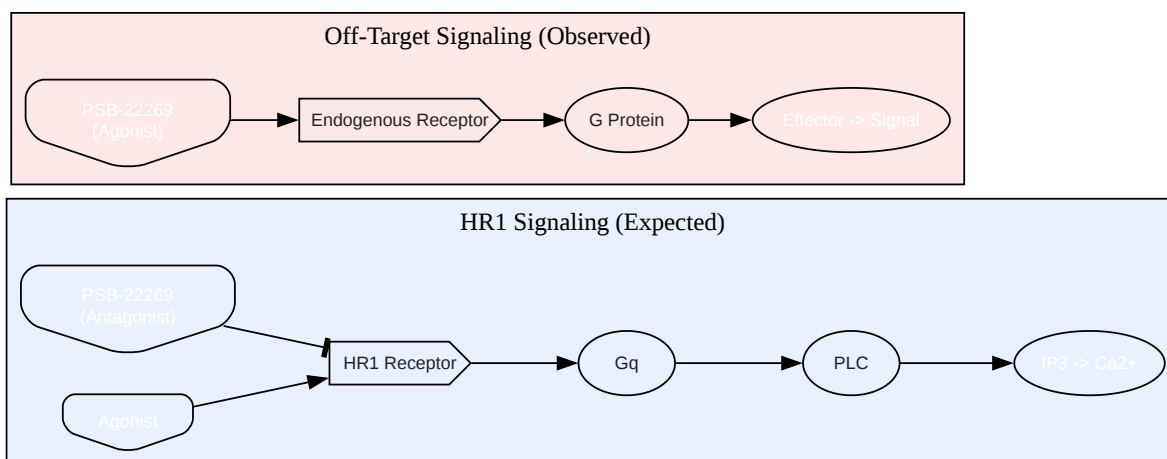 Off-Target Signaling (Observed)
PSB-22269
(Agonist)
Endogenous Receptor
G Protein
Effector -> Signal
HR1 Signaling (Expected)
PSB-22269
(Antagonist)
HR1 Receptor
Gq
PLC
IP3 -> Ca2+
Agonist